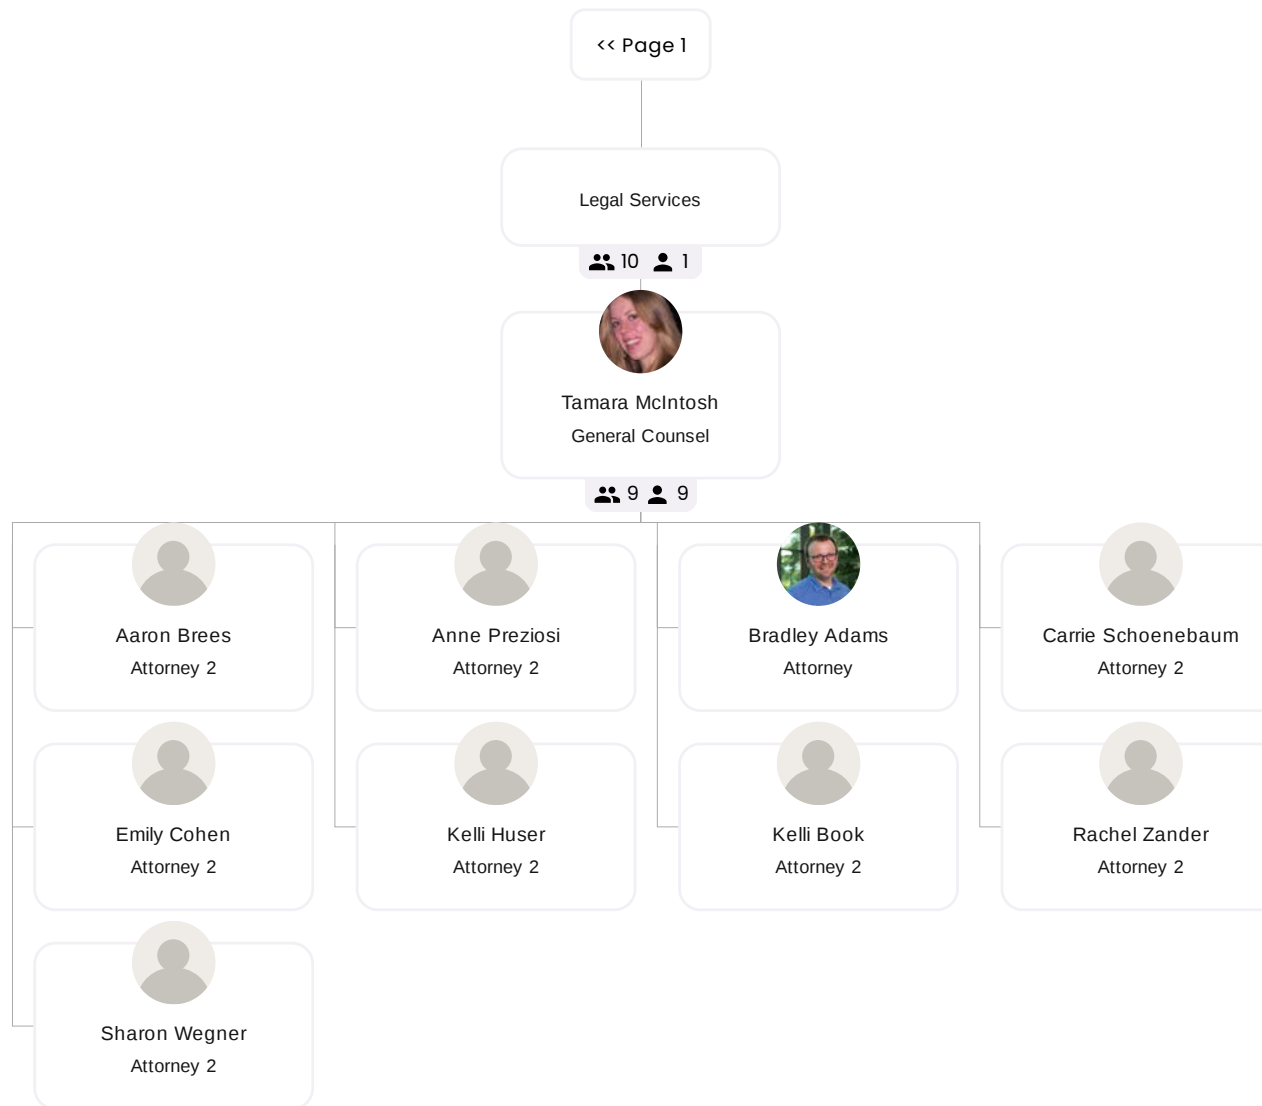 << Page 1
Legal Services
10 1
Tamara McIntosh
General Counsel
9 9
Aaron Brees
Attorney 2
Anne Preziosi
Attorney 2
Bradley Adams
Attorney
Carrie Schoenebaum
Attorney 2
Emily Cohen
Attorney 2
Kelli Huser
Attorney 2
Kelli Book
Attorney 2
Rachel Zander
Attorney 2
Sharon Wegner
Attorney 2